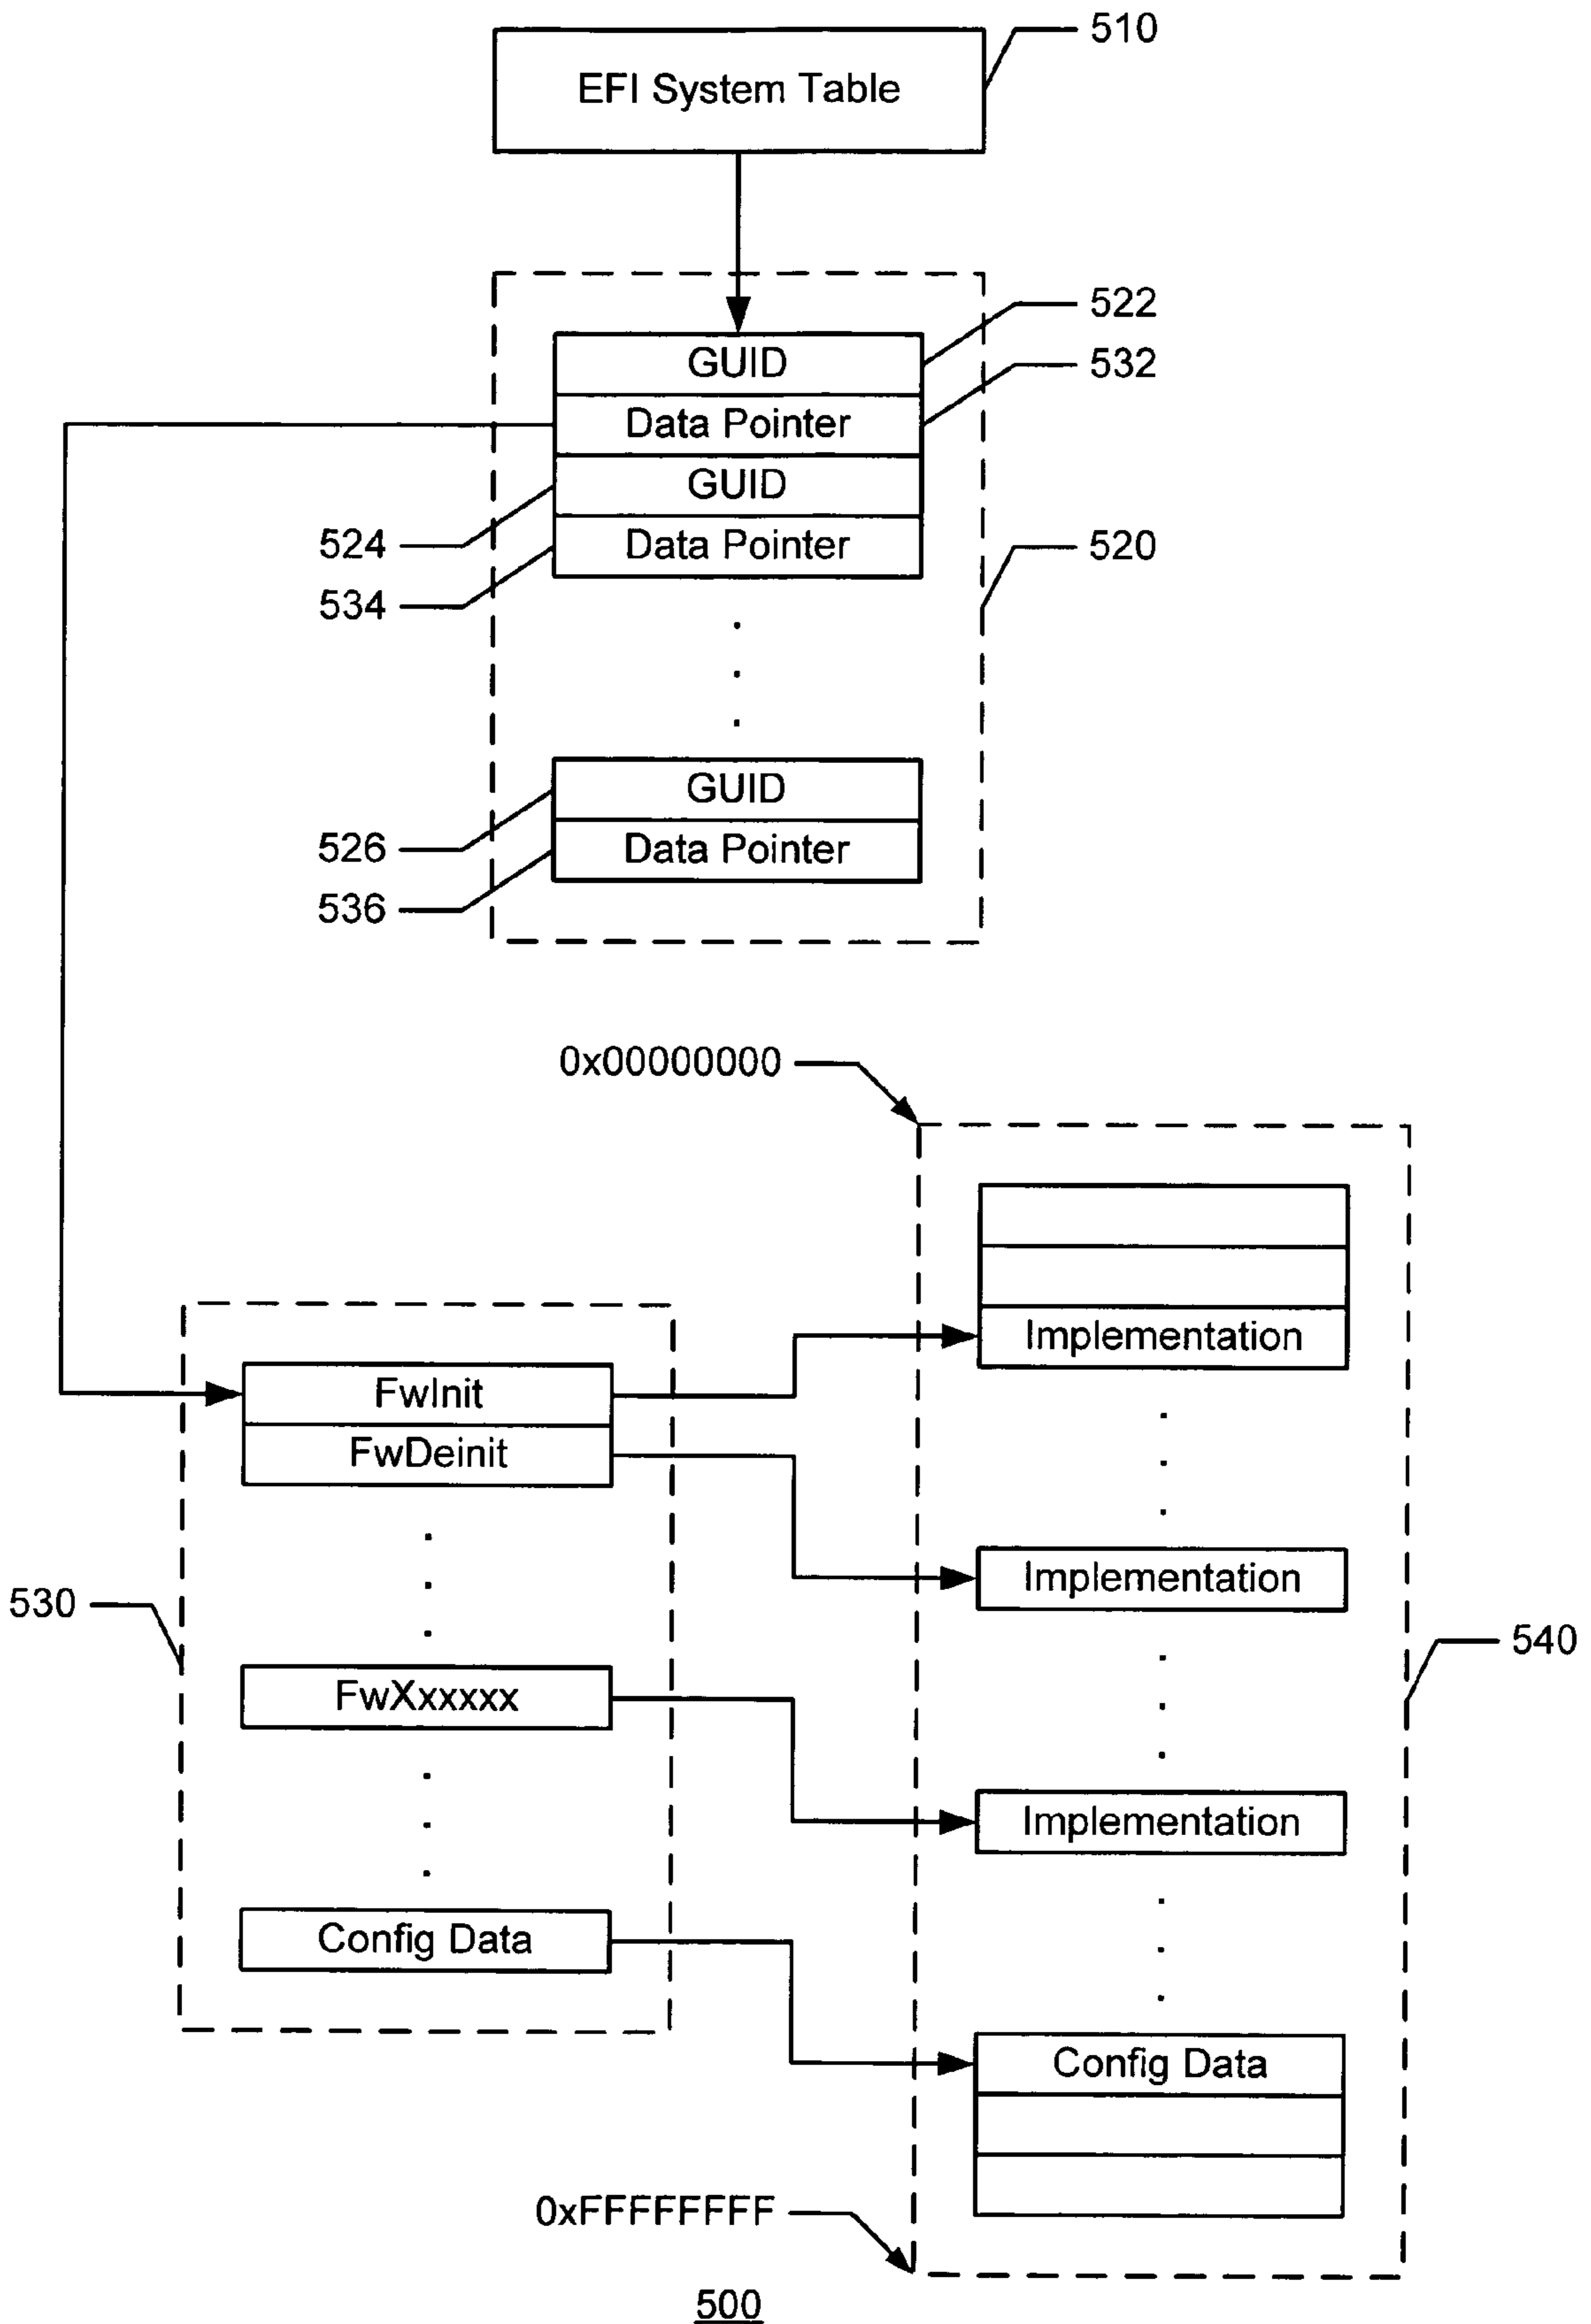 510
EFI System Table
522
GUID
532
Data Pointer
GUID
524
Data Pointer
520
534
GUID
526
Data Pointer
536
0x00000000
Implementation
FwInit
FwDeinit
Implementation
530
540
FwXxxxxxx
Implementation
Config Data
Config Data
0xFFFFFFFF
500